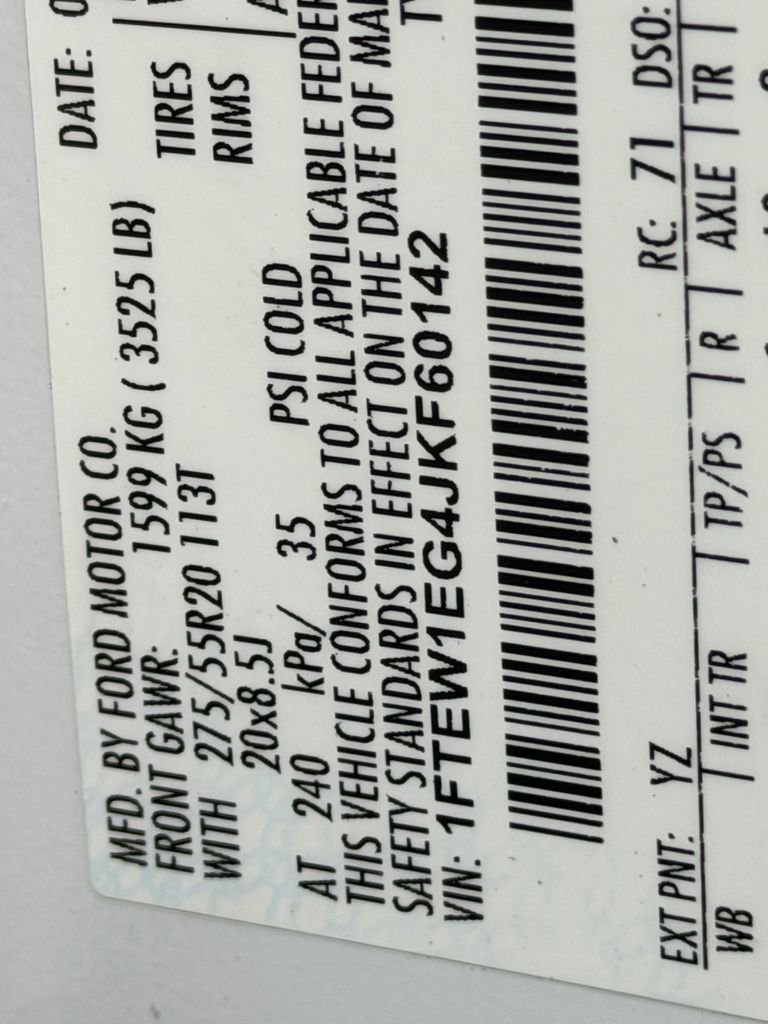 MFD. BY FORD MOTOR CO.
DATE: 0
FRONT GAWR:
1599 KG ( 3525 LB)
WITH 275/55R20 113T
TIRES
20x8.5J
RIMS
AT 240 kPa/ 35 PSI COLD
THIS VEHICLE CONFORMS TO ALL APPLICABLE FEDER
SAFETY STANDARDS IN EFFECT ON THE DATE OF MA
VIN: 1FTEW1EG4JKF60142
TY
EXT PNT: YZ
RC: 71 DSO:
WB | INT TR | TP/PS | R | AXLE | TR |